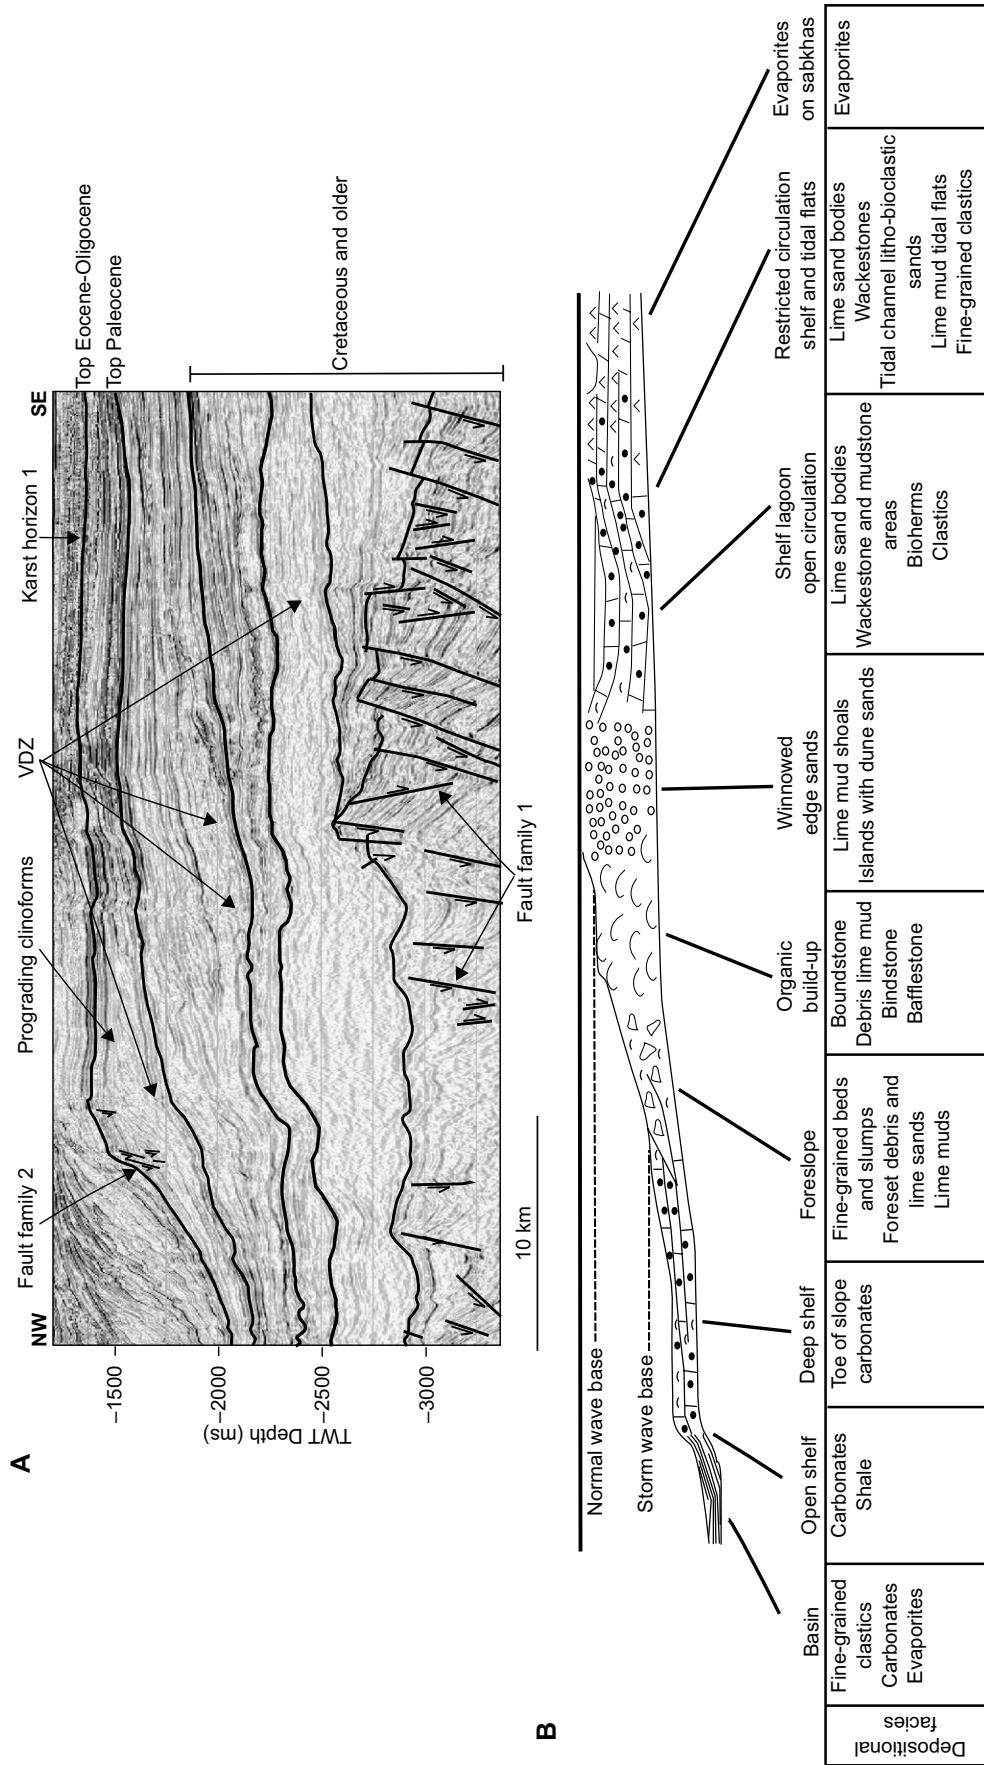 A
NW
SE
Fault family 2
Prograding clinoforms
VDZ
Karst horizon 1
Top Eocene-Oligocene
Top Paleocene
Cretaceous and older
–1500
–2000
–2500
–3000
TWT Depth (ms)
10 km
Fault family 1
B
Normal wave base
Storm wave base
Basin
Open shelf
Deep shelf
Foreslope
Organic
build-up
Winnowed
edge sands
Shelf lagoon
open circulation
Restricted circulation
shelf and tidal flats
Evaporites
on sabkhas
Depositional
facies
Fine-grained
clastics
Carbonates
Evaporites
Carbonates
Shale
Toe of slope
carbonates
Fine-grained beds
and slumps
Foreset debris and
lime sands
Lime muds
Boundstone
Debris lime mud
Bindstone
Bafflestone
Lime mud shoals
Islands with dune sands
Lime sand bodies
Wackestone and mudstone
areas
Bioherms
Clastics
Lime sand bodies
Wackestones
Tidal channel litho-bioclastic
sands
Lime mud tidal flats
Fine-grained clastics
Evaporites